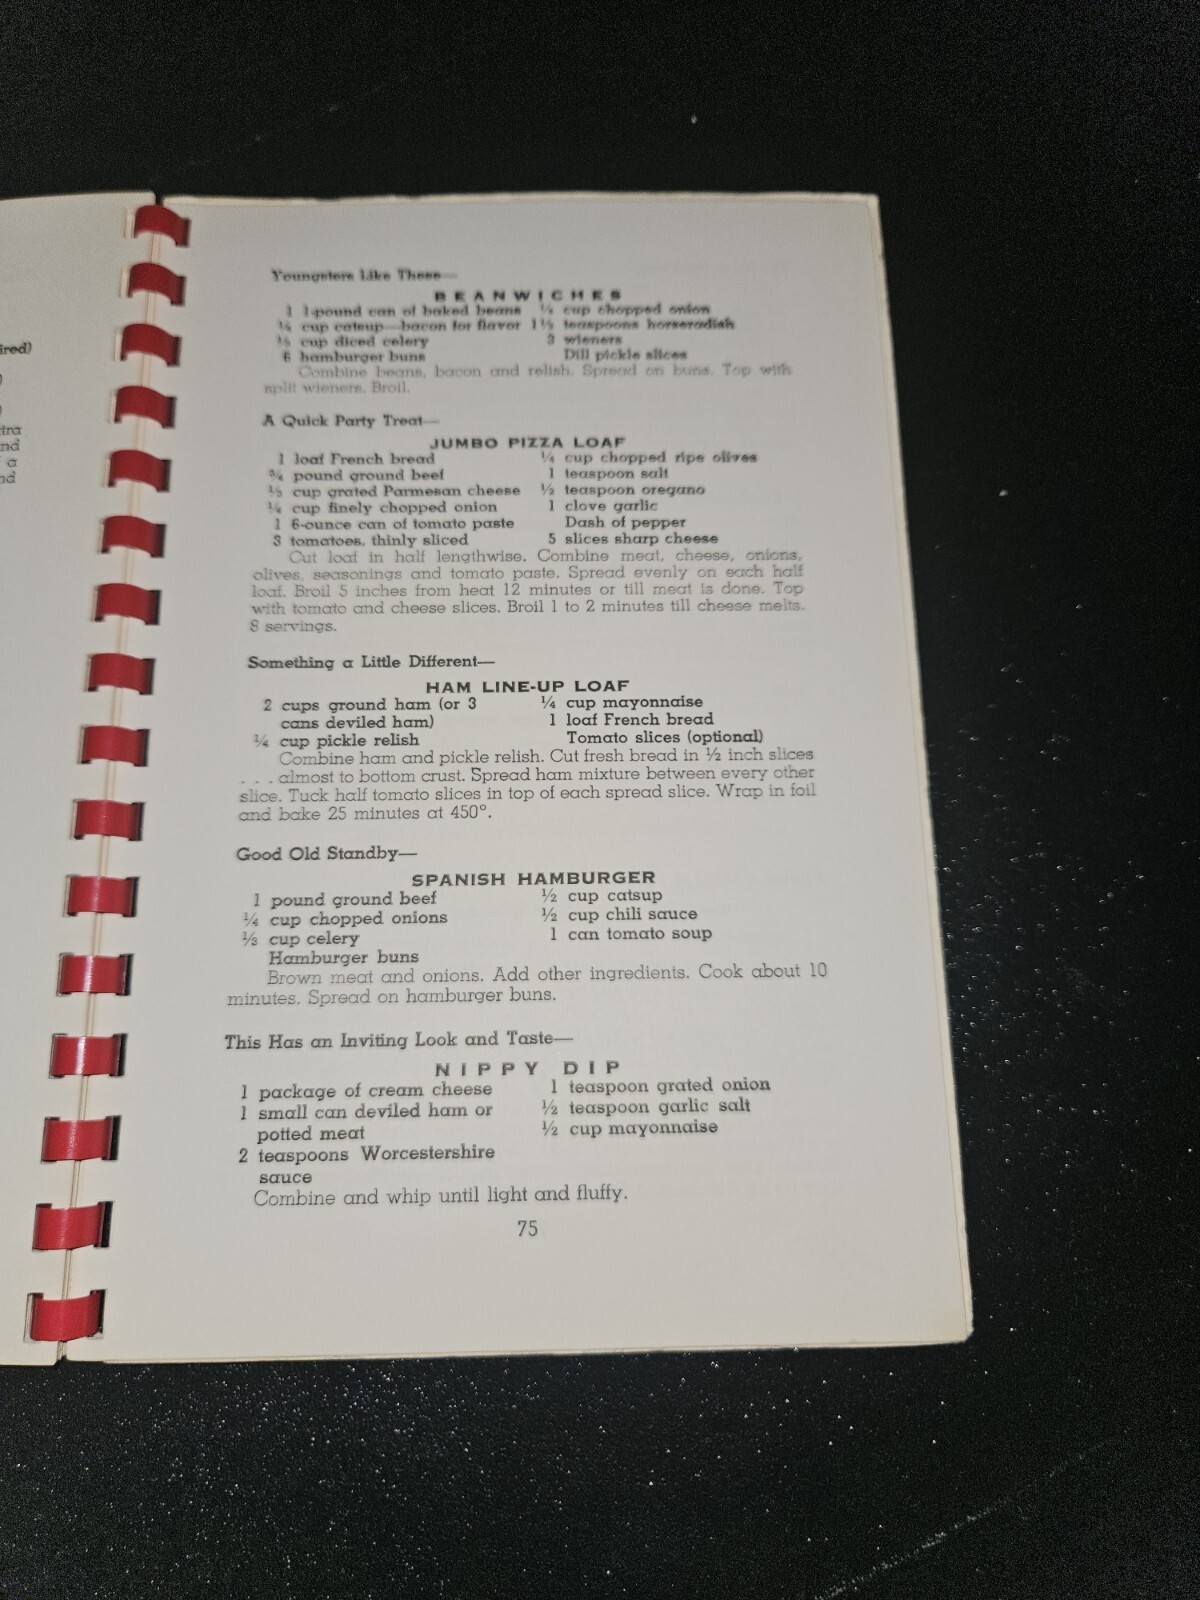 ired)
)
)
tra
nd
a
nd
Youngsters Like These—
BEANWICHES
1 1-pound can of baked beans ¼ cup chopped onion
¼ cup catsup—bacon for flavor 1½ teaspoons horseradish
cup diced celery 3 wieners
6 hamburger buns Dill pickle slices
Combine beans, bacon and relish. Spread on buns. Top with
split wieners. Broil.
A Quick Party Treat—
JUMBO PIZZA LOAF
1 loaf French bread ¼ cup chopped ripe olives
¾ pound ground beef 1 teaspoon salt
⅓ cup grated Parmesan cheese ½ teaspoon oregano
¼ cup finely chopped onion 1 clove garlic
1 6-ounce can of tomato paste Dash of pepper
3 tomatoes, thinly sliced 5 slices sharp cheese
Cut loaf in half lengthwise. Combine meat, cheese, onions,
olives, seasonings and tomato paste. Spread evenly on each half
loaf. Broil 5 inches from heat 12 minutes or till meat is done. Top
with tomato and cheese slices. Broil 1 to 2 minutes till cheese melts.
8 servings.
Something a Little Different—
HAM LINE-UP LOAF
2 cups ground ham (or 3 ¼ cup mayonnaise
cans deviled ham) 1 loaf French bread
¼ cup pickle relish Tomato slices (optional)
Combine ham and pickle relish. Cut fresh bread in ½ inch slices
. . . almost to bottom crust. Spread ham mixture between every other
slice. Tuck half tomato slices in top of each spread slice. Wrap in foil
and bake 25 minutes at 450°.
Good Old Standby—
SPANISH HAMBURGER
1 pound ground beef ½ cup catsup
¼ cup chopped onions ½ cup chili sauce
⅓ cup celery 1 can tomato soup
Hamburger buns
Brown meat and onions. Add other ingredients. Cook about 10
minutes. Spread on hamburger buns.
This Has an Inviting Look and Taste—
NIPPY DIP
1 package of cream cheese 1 teaspoon grated onion
1 small can deviled ham or ½ teaspoon garlic salt
potted meat ½ cup mayonnaise
2 teaspoons Worcestershire
sauce
Combine and whip until light and fluffy.
75